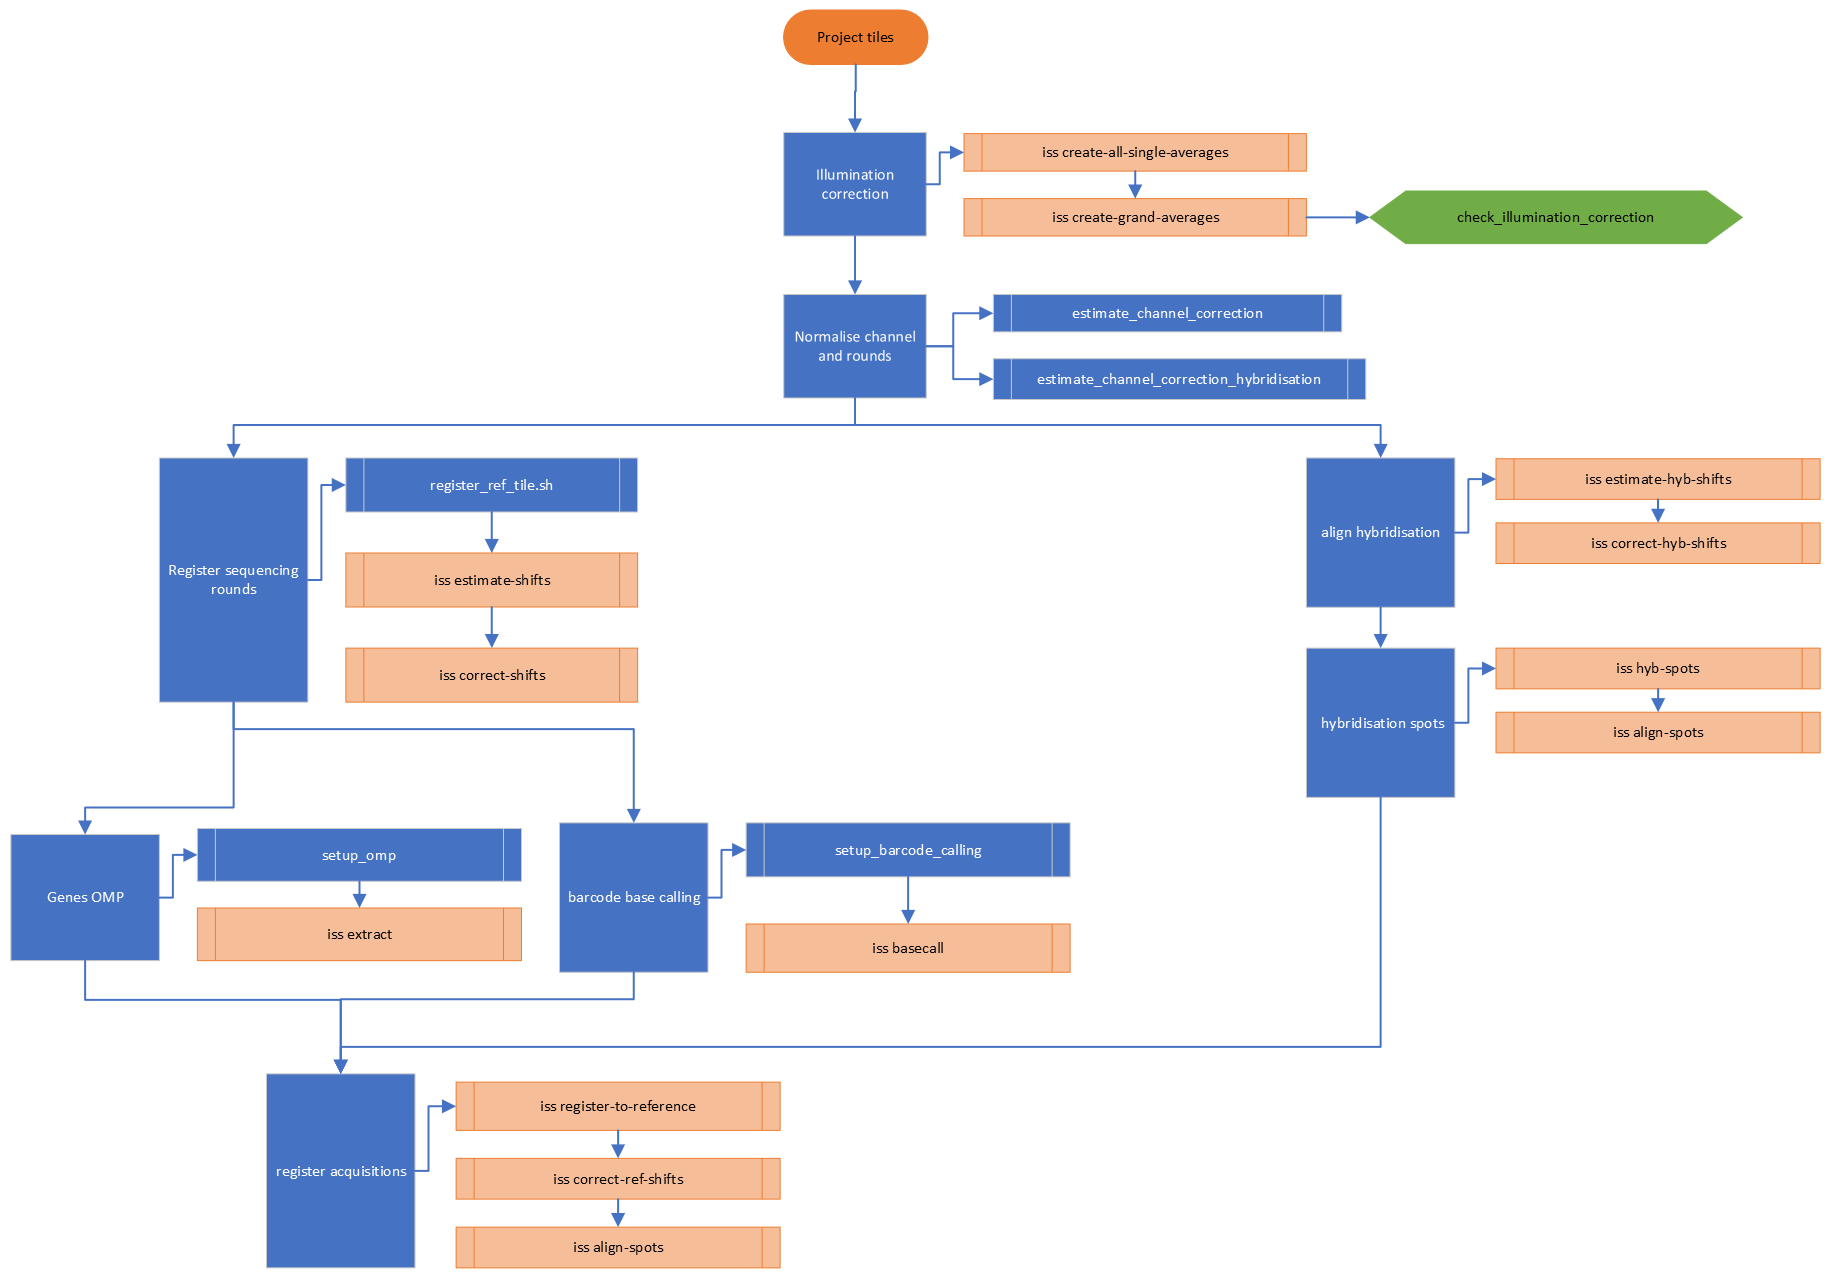 Project tiles
Illumination
correction
iss create-all-single-averages
iss create-grand-averages
check_illumination_correction
Normalise channel
and rounds
estimate_channel_correction
estimate_channel_correction_hybridisation
Register sequencing
rounds
register_ref_tile.sh
iss estimate-shifts
iss correct-shifts
align hybridisation
iss estimate-hyb-shifts
iss correct-hyb-shifts
hybridisation spots
iss hyb-spots
iss align-spots
Genes OMP
setup_omp
iss extract
barcode base calling
setup_barcode_calling
iss basecall
register acquisitions
iss register-to-reference
iss correct-ref-shifts
iss align-spots